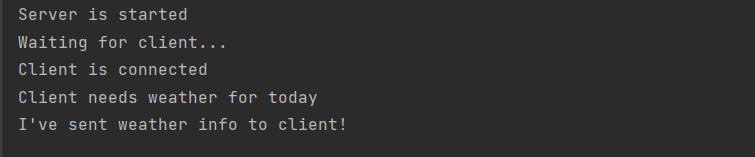 Server is started
Waiting for client...
Client is connected
Client needs weather for today
I've sent weather info to client!